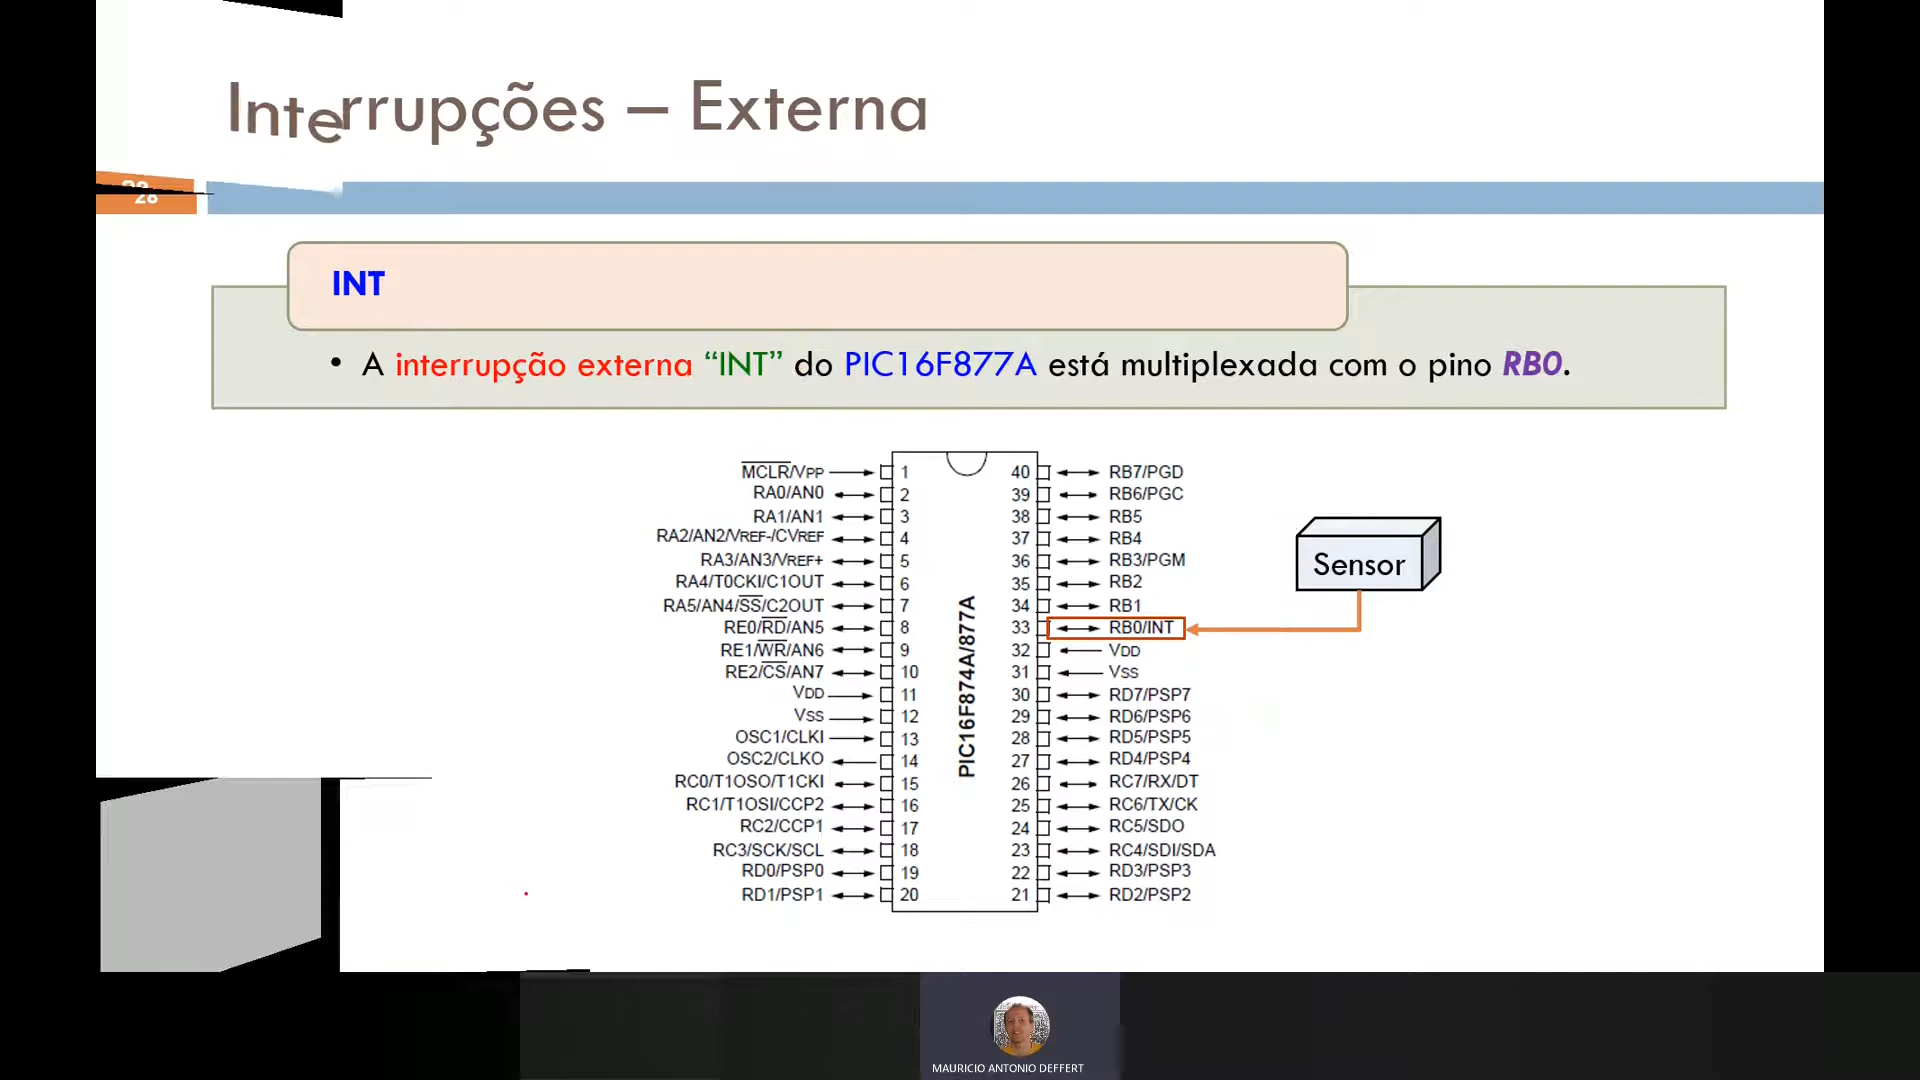 Interrupções – Externa
28
INT
• A interrupção externa “INT” do PIC16F877A está multiplexada com o pino RB0.
MCLR/VPP 1 40 RB7/PGD
RA0/AN0 2 39 RB6/PGC
RA1/AN1 3 38 RB5
RA2/AN2/VREF-/CVREF 4 37 RB4
RA3/AN3/VREF+ 5 36 RB3/PGM
RA4/T0CKI/C1OUT 6 35 RB2
RA5/AN4/SS/C2OUT 7 34 RB1
RE0/RD/AN5 8 33 RB0/INT
RE1/WR/AN6 9 32 VDD
RE2/CS/AN7 10 31 VSS
VDD 11 30 RD7/PSP7
VSS 12 29 RD6/PSP6
OSC1/CLKI 13 28 RD5/PSP5
OSC2/CLKO 14 27 RD4/PSP4
RC0/T1OSO/T1CKI 15 26 RC7/RX/DT
RC1/T1OSI/CCP2 16 25 RC6/TX/CK
RC2/CCP1 17 24 RC5/SDO
RC3/SCK/SCL 18 23 RC4/SDI/SDA
RD0/PSP0 19 22 RD3/PSP3
RD1/PSP1 20 21 RD2/PSP2
PIC16F874A/877A
Sensor
MAURICIO ANTONIO DEFFERT